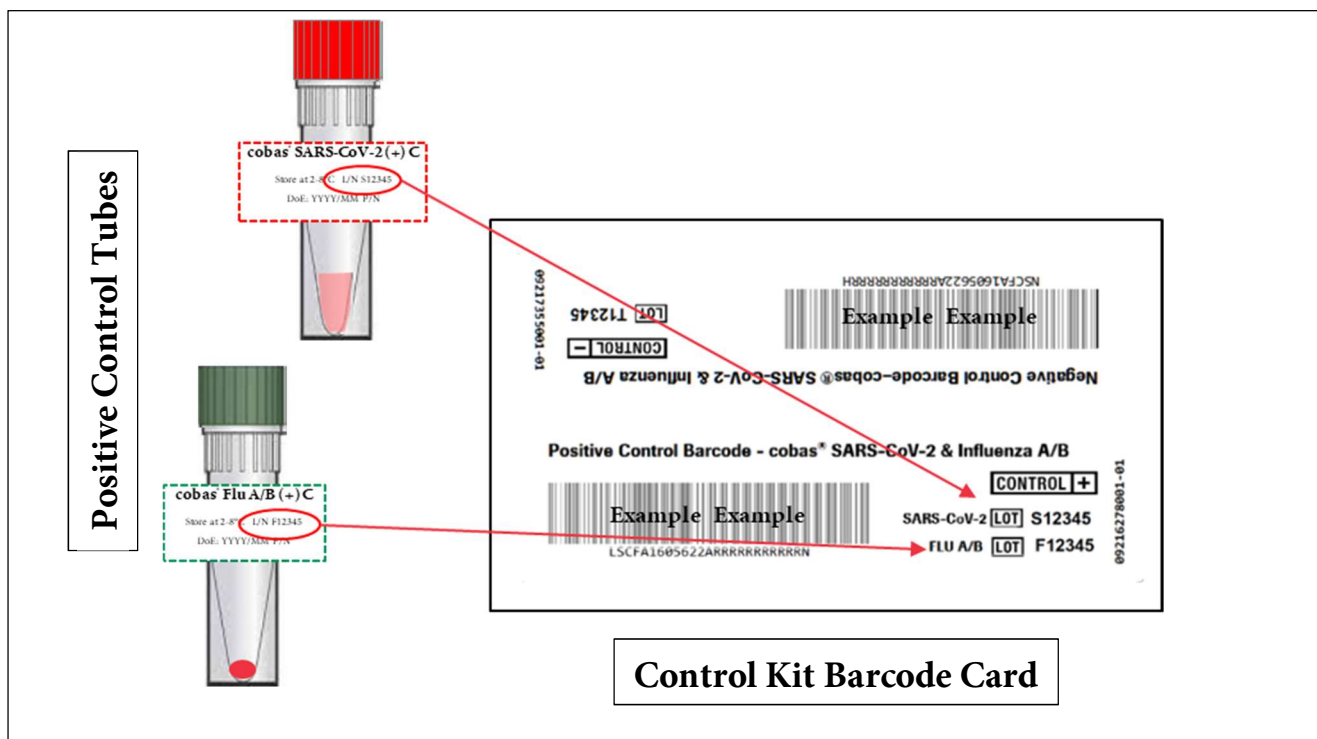 Positive Control Tubes
cobas® SARS-CoV-2 (+) C
Store at 2-8°C L/N S12345
DoE: YYYY/MM P/N
cobas® Flu A/B (+) C
Store at 2-8° L/N F12345
DoE: YYYY/MM P/N
NSCFA1605622ARRRRRRRRRRRRH
Example Example
LOT T12345
CONTROL -
09217355001-01
Negative Control Barcode-cobas® SARS-CoV-2 & Influenza A/B
Positive Control Barcode - cobas® SARS-CoV-2 & Influenza A/B
CONTROL +
Example Example
SARS-CoV-2 LOT S12345
FLU A/B LOT F12345
LSCFA1605622ARRRRRRRRRRRRN
09216278001-01
Control Kit Barcode Card